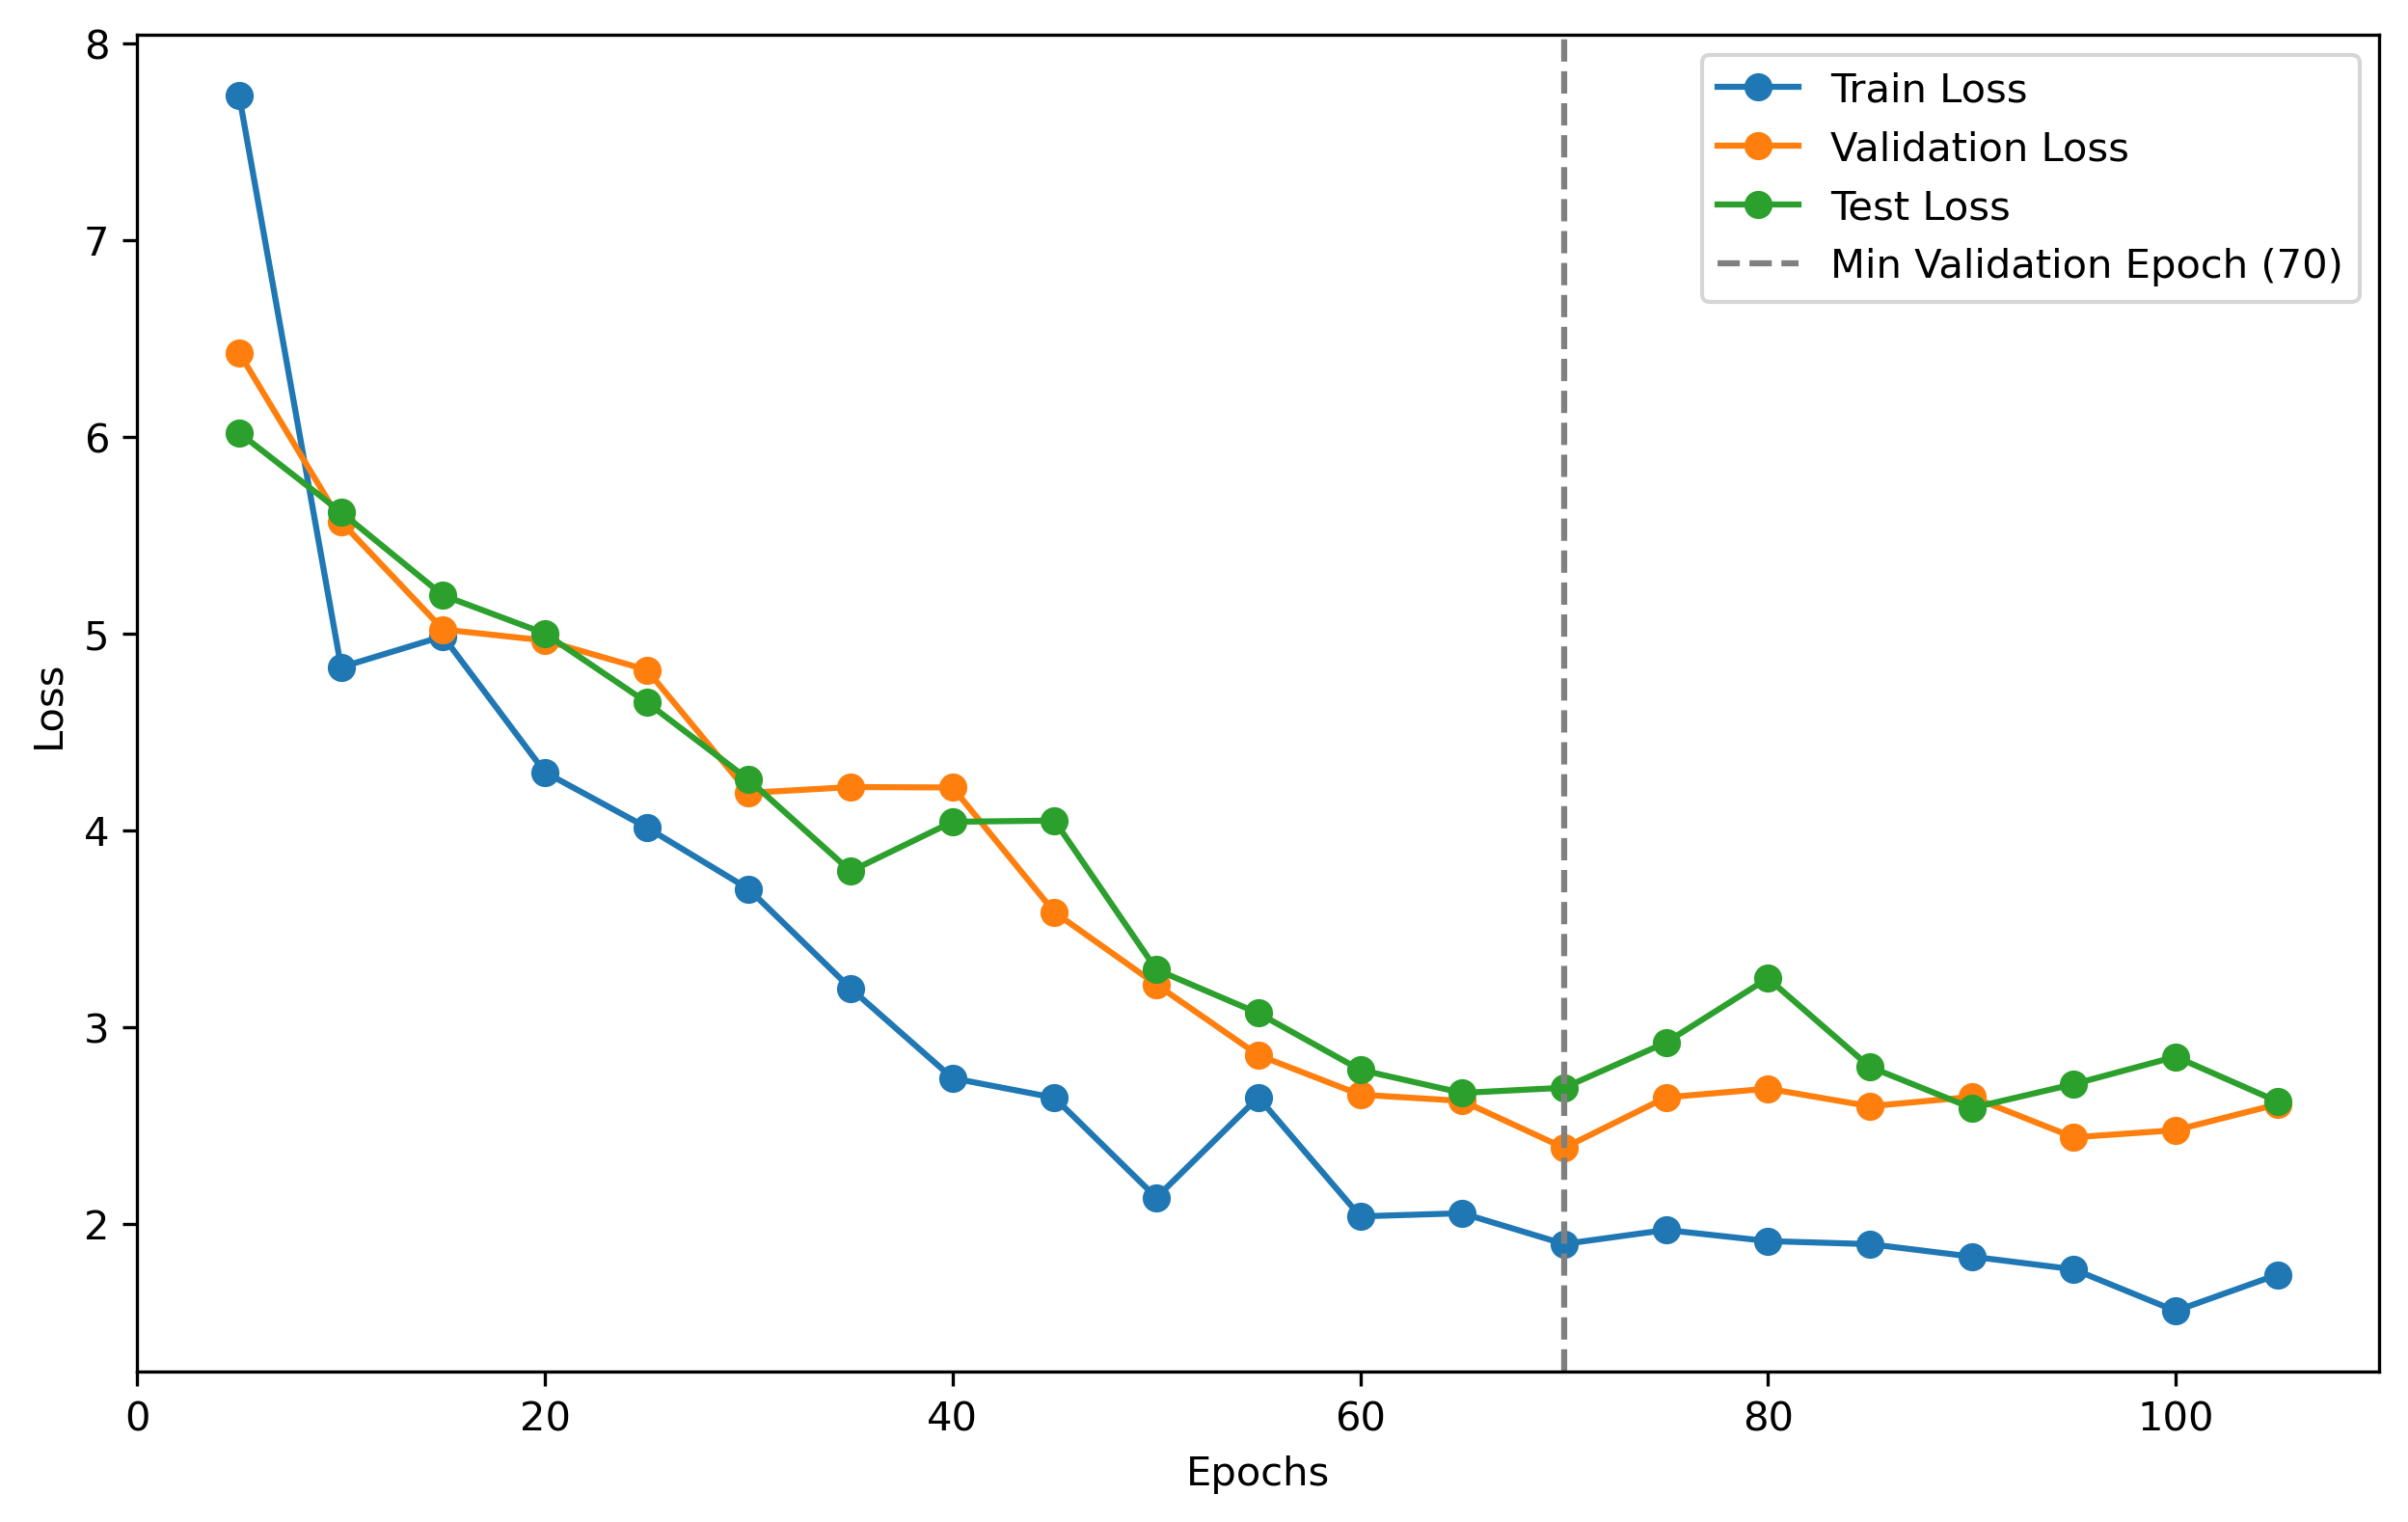 8
7
6
5
4
3
2
Loss
0 20 40 60 80 100
Epochs
Train Loss
Validation Loss
Test Loss
Min Validation Epoch (70)